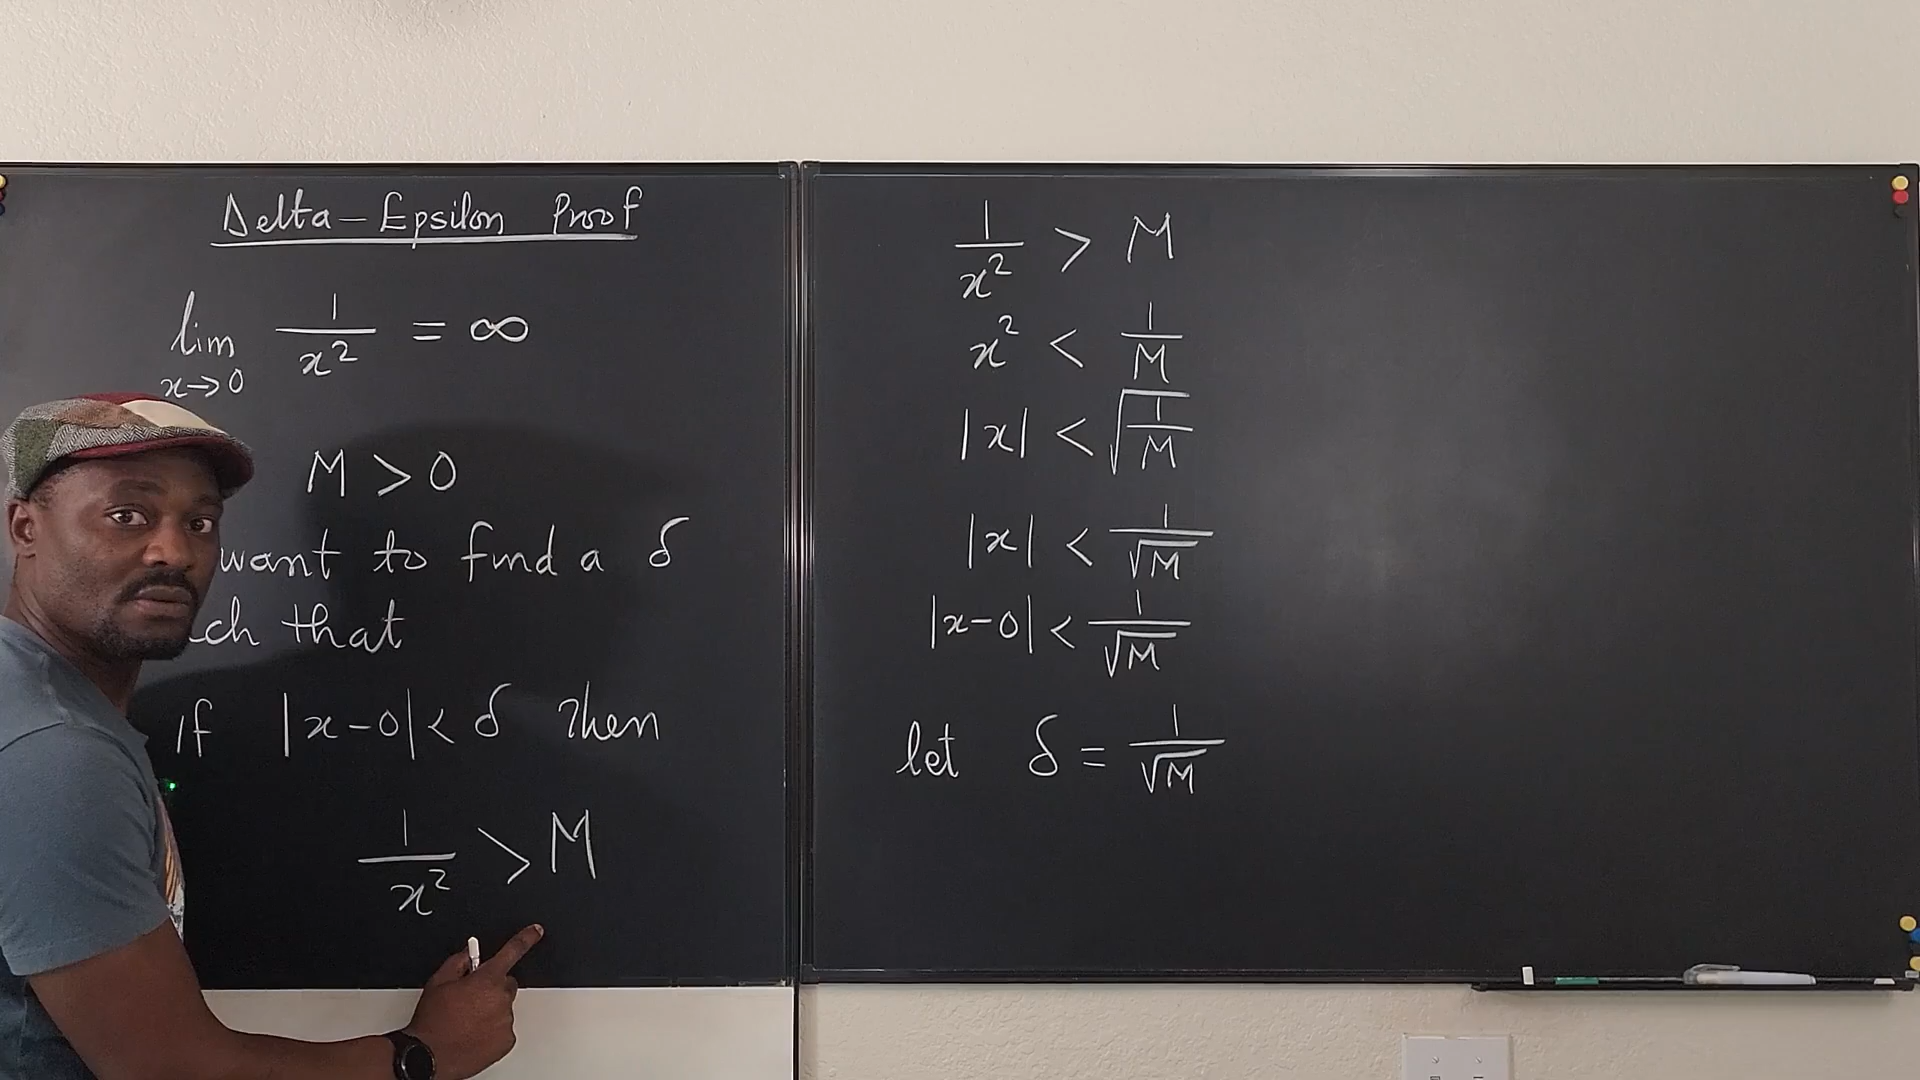 Delta-Epsilon Proof
lim x→0 1/x² = ∞
M > 0
want to find a δ
ch that
If |x-0| < δ then
1/x² > M
1/x² > M
x² < 1/M
|x| < √(1/M)
|x| < 1/√M
|x-0| < 1/√M
let δ = 1/√M